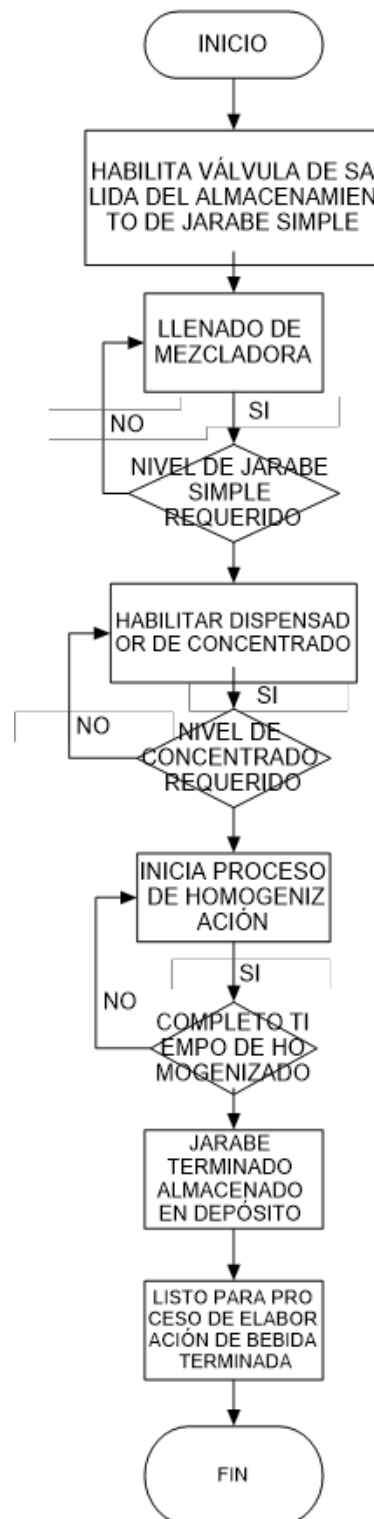 INICIO
HABILITA VÁLVULA DE SA
LIDA DEL ALMACENAMIEN
TO DE JARABE SIMPLE
LLENADO DE
MEZCLADORA
SI
NO
NIVEL DE JARABE
SIMPLE
REQUERIDO
HABILITAR DISPENSAD
OR DE CONCENTRADO
SI
NO
NIVEL DE
CONCENTRADO
REQUERIDO
INICIA PROCESO
DE HOMOGENIZ
ACIÓN
SI
NO
COMPLETO TI
EMPO DE HO
MOGENIZADO
JARABE
TERMINADO
ALMACENADO
EN DEPÓSITO
LISTO PARA PRO
CESO DE ELABOR
ACIÓN DE BEBIDA
TERMINADA
FIN